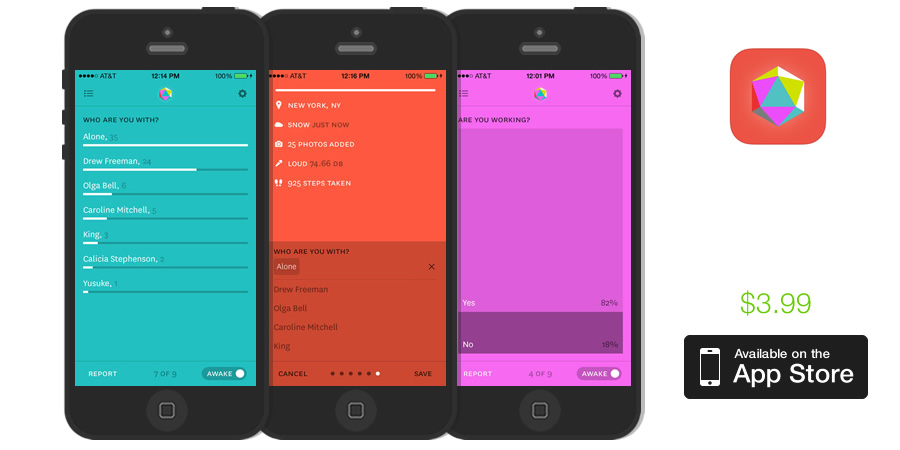 AT&T 12:14 PM 100%
WHO ARE YOU WITH?
Alone, 35
Drew Freeman, 24
Olga Bell, 6
Caroline Mitchell, 5
King, 3
Calicia Stephenson, 2
Yusuke, 1
REPORT 7 OF 9 AWAKE
AT&T 12:16 PM 100%
NEW YORK, NY
SNOW JUST NOW
25 PHOTOS ADDED
LOUD 74.66 DB
925 STEPS TAKEN
WHO ARE YOU WITH?
Alone
Drew Freeman
Olga Bell
Caroline Mitchell
King
CANCEL SAVE
AT&T 12:01 PM 100%
ARE YOU WORKING?
Yes 82%
No 18%
REPORT 4 OF 9 AWAKE
$3.99
Available on the
App Store